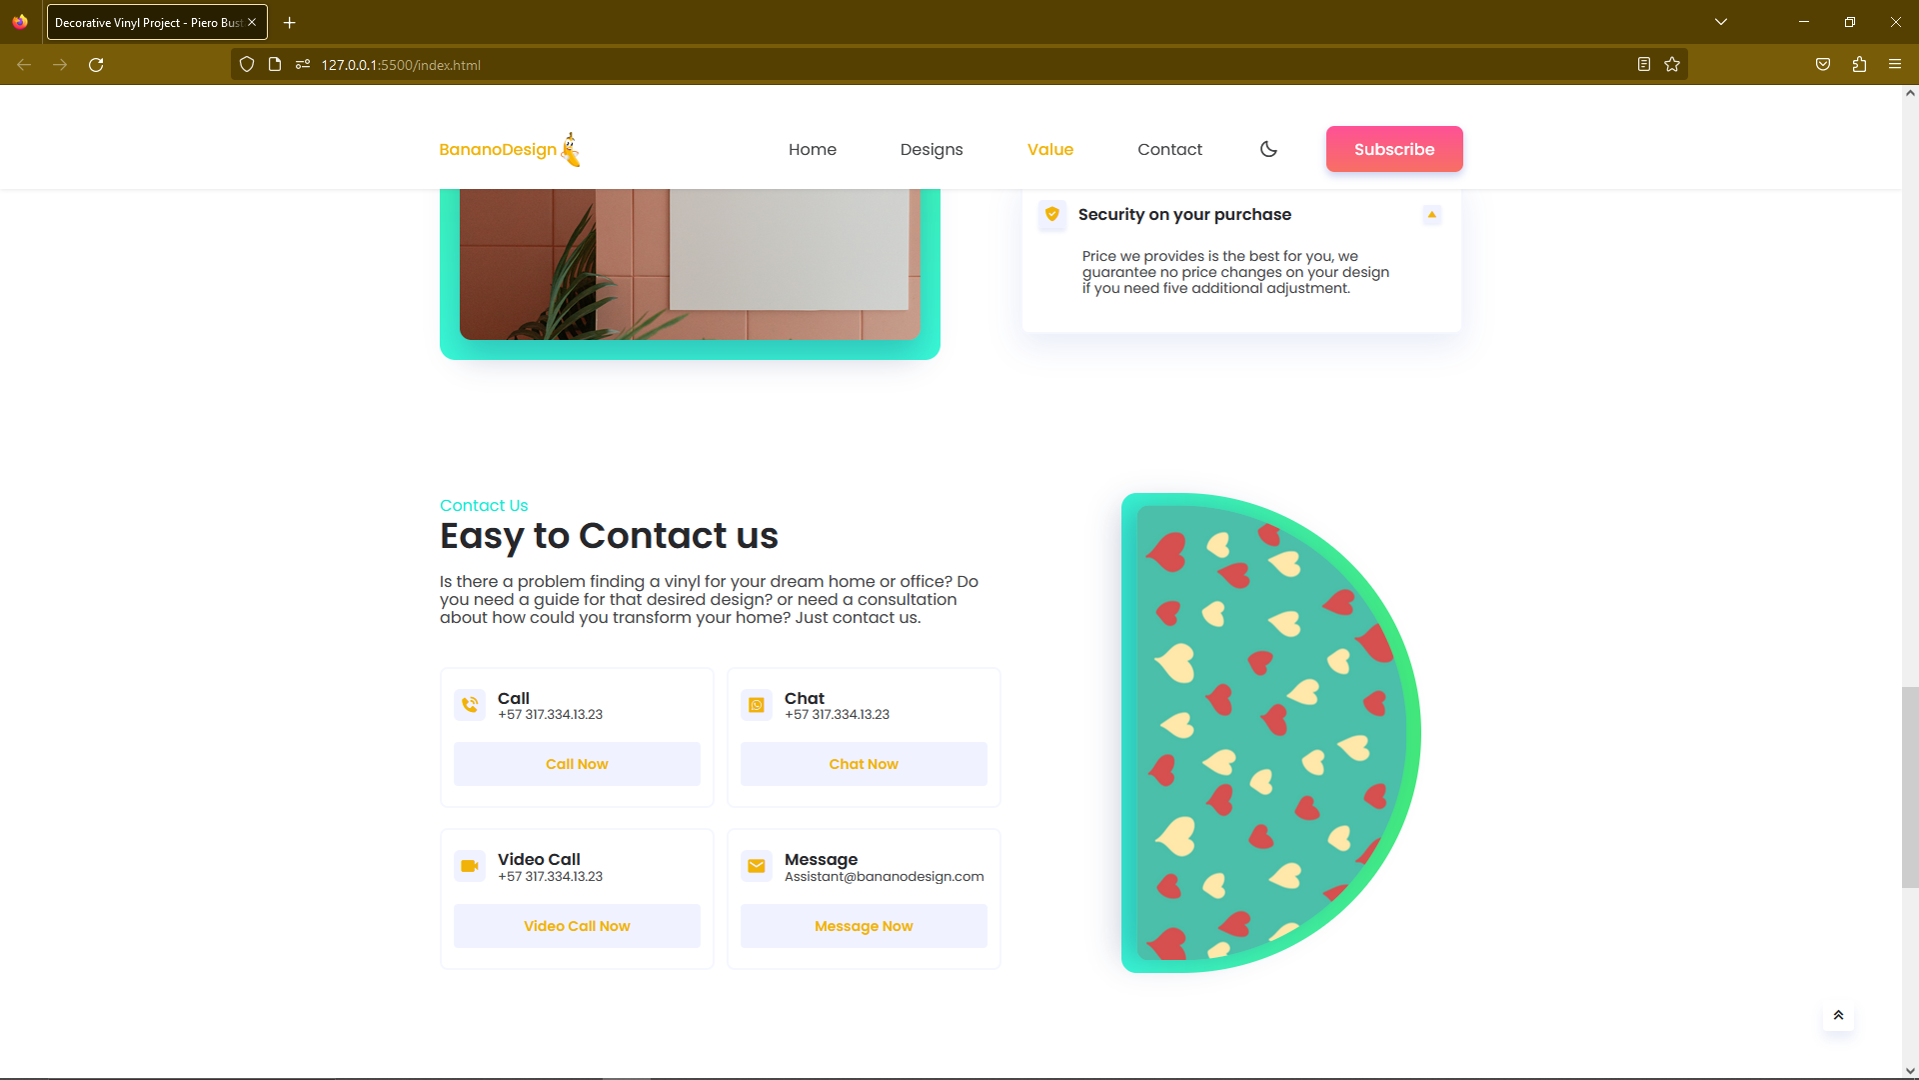 Decorative Vinyl Project - Piero Bust
127.0.0.1:5500/index.html
BananoDesign
Home
Designs
Value
Contact
Subscribe
Security on your purchase
Price we provides is the best for you, we
guarantee no price changes on your design
if you need five additional adjustment.
Contact Us
Easy to Contact us
Is there a problem finding a vinyl for your dream home or office? Do
you need a guide for that desired design? or need a consultation
about how could you transform your home? Just contact us.
Call
+57 317.334.13.23
Call Now
Chat
+57 317.334.13.23
Chat Now
Video Call
+57 317.334.13.23
Video Call Now
Message
Assistant@bananodesign.com
Message Now